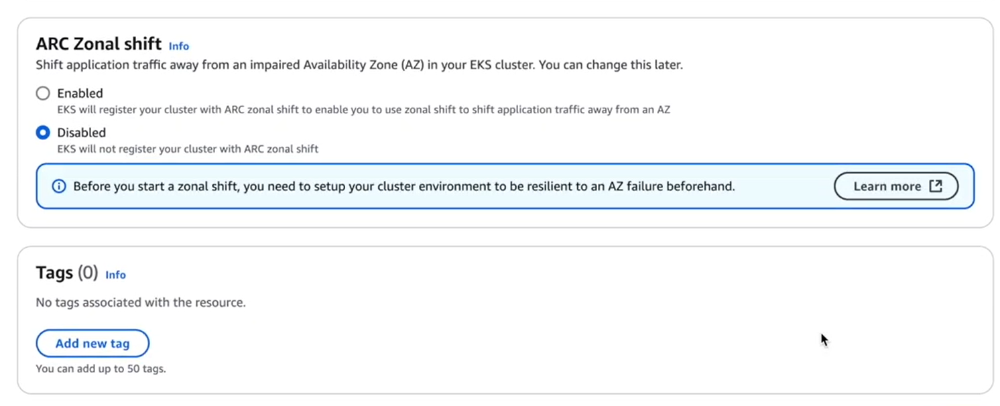 ARC Zonal shift Info
Shift application traffic away from an impaired Availability Zone (AZ) in your EKS cluster. You can change this later.
Enabled
EKS will register your cluster with ARC zonal shift to enable you to use zonal shift to shift application traffic away from an AZ
Disabled
EKS will not register your cluster with ARC zonal shift
Before you start a zonal shift, you need to setup your cluster environment to be resilient to an AZ failure beforehand. Learn more
Tags (0) Info
No tags associated with the resource.
Add new tag
You can add up to 50 tags.